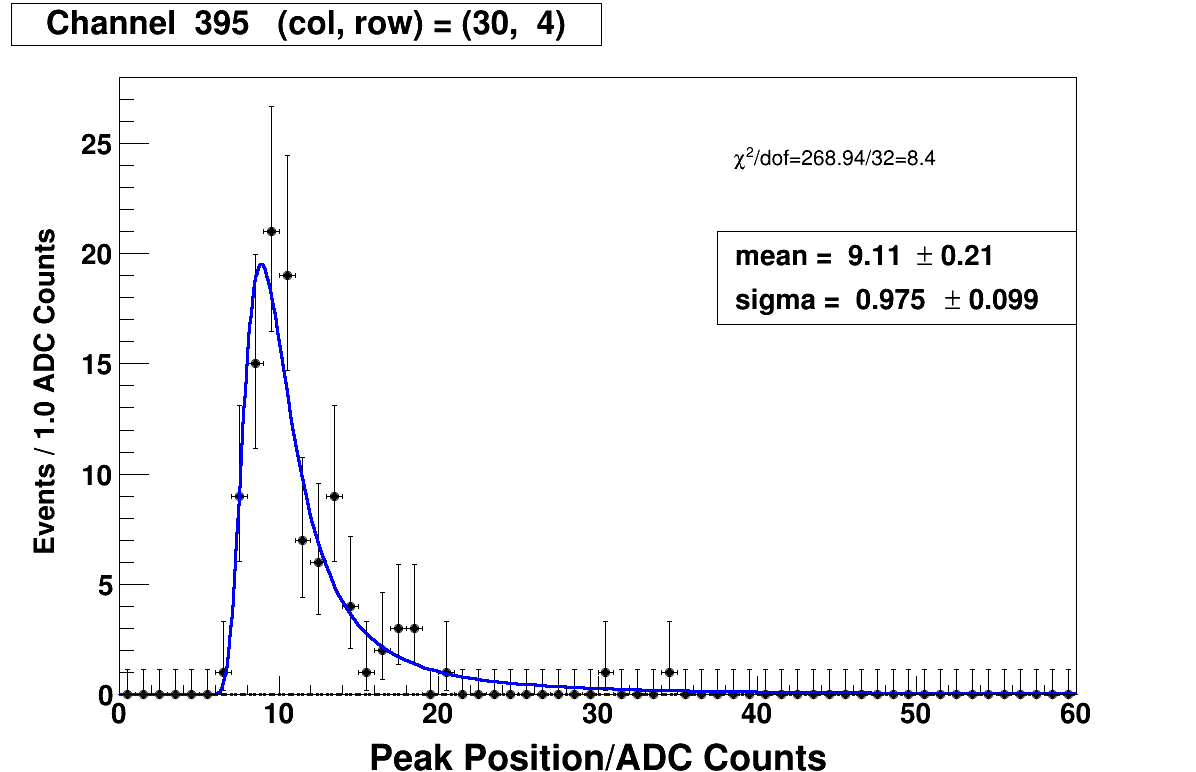 Channel 395 (col, row) = (30, 4)
Events / 1.0 ADC Counts
25
20
15
10
5
0
χ²/dof=268.94/32=8.4
mean = 9.11 ± 0.21
sigma = 0.975 ± 0.099
0 10 20 30 40 50 60
Peak Position/ADC Counts